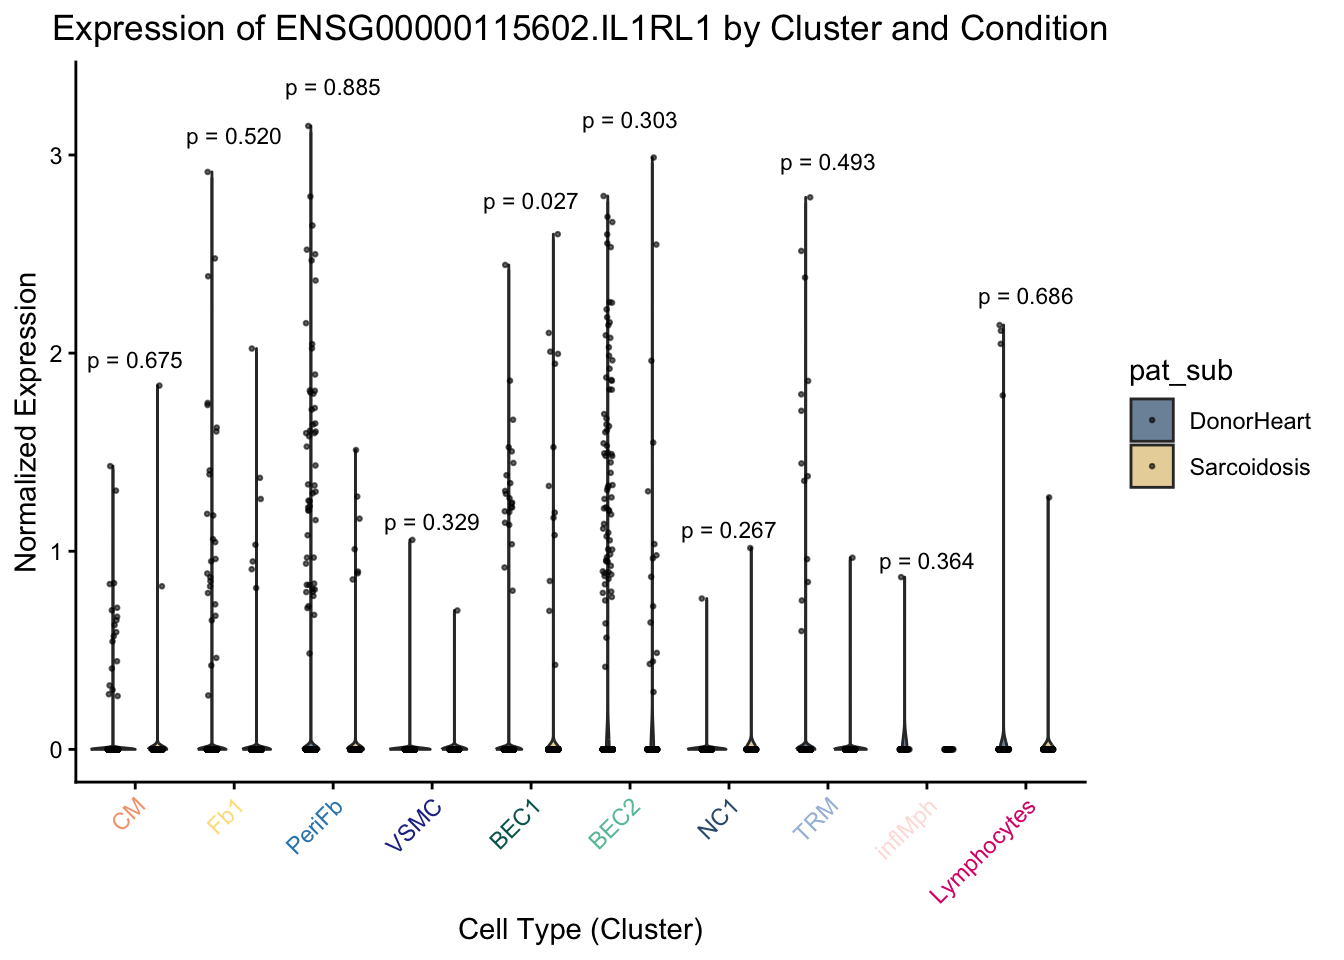 Expression of ENSG00000115602.IL1RL1 by Cluster and Condition
p = 0.675
p = 0.520
p = 0.885
p = 0.329
p = 0.027
p = 0.303
p = 0.267
p = 0.493
p = 0.364
p = 0.686
Normalized Expression
3
2
1
0
CM
Fb1
PeriFb
VSMC
BEC1
BEC2
NC1
TRM
inflMph
Lymphocytes
Cell Type (Cluster)
pat_sub
DonorHeart
Sarcoidosis